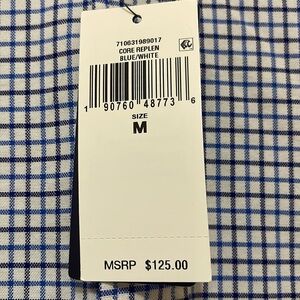 710631989017
CORE REPLEN
BLUE/WHITE
1 90760 48773 6
SIZE
M
MSRP $125.00